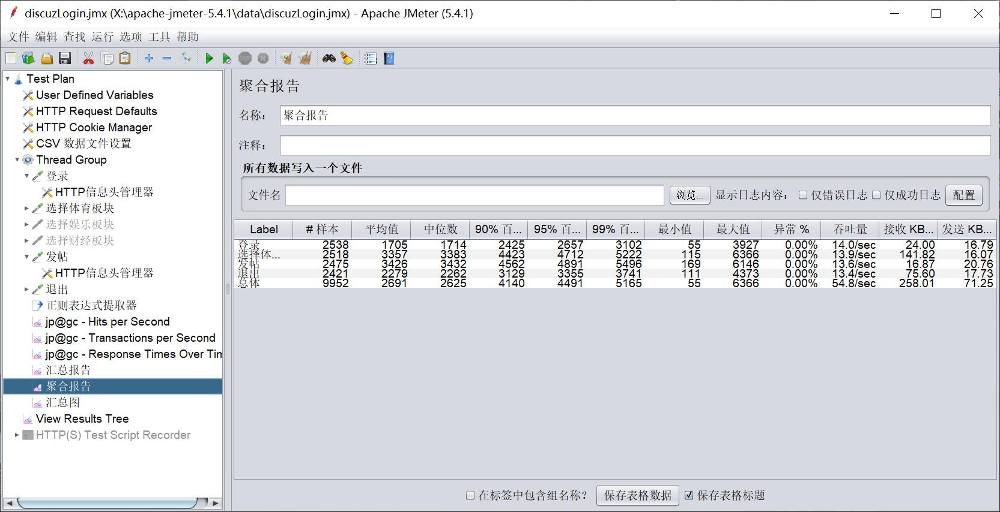 discuzLogin.jmx (X:\apache-jmeter-5.4.1\data\discuzLogin.jmx) - Apache JMeter (5.4.1)
文件 编辑 查找 运行 选项 工具 帮助
Test Plan
User Defined Variables
HTTP Request Defaults
HTTP Cookie Manager
CSV 数据文件设置
Thread Group
登录
HTTP信息头管理器
选择体育板块
选择娱乐板块
选择财经板块
发帖
HTTP信息头管理器
退出
正则表达式提取器
jp@gc - Hits per Second
jp@gc - Transactions per Second
jp@gc - Response Times Over Tim
汇总报告
聚合报告
汇总图
View Results Tree
HTTP(S) Test Script Recorder
聚合报告
名称： 聚合报告
注释：
所有数据写入一个文件
文件名 浏览... 显示日志内容： 仅错误日志 仅成功日志 配置
Label # 样本 平均值 中位数 90% 百... 95% 百... 99% 百... 最小值 最大值 异常 % 吞吐量 接收 KB... 发送 KB...
登录 2538 1705 1714 2425 2657 3102 55 3927 0.00% 14.0/sec 24.00 16.79
选择体... 2518 3357 3383 4423 4712 5222 115 6366 0.00% 13.9/sec 141.82 16.07
发帖 2475 3426 3432 4562 4891 5496 169 6146 0.00% 13.6/sec 16.87 20.76
退出 2421 2279 2262 3129 3355 3741 111 4373 0.00% 13.4/sec 75.60 17.73
总体 9952 2691 2625 4140 4491 5165 55 6366 0.00% 54.8/sec 258.01 71.25
在标签中包含组名称？ 保存表格数据 保存表格标题